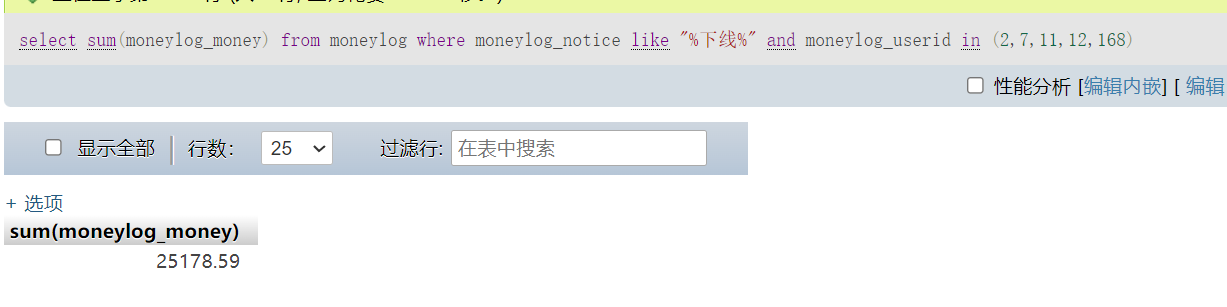 select sum(moneylog_money) from moneylog where moneylog_notice like "%下线%" and moneylog_userid in (2,7,11,12,168)
性能分析 [编辑内嵌] [ 编辑
显示全部 行数： 25 过滤行: 在表中搜索
+ 选项
sum(moneylog_money)
25178.59